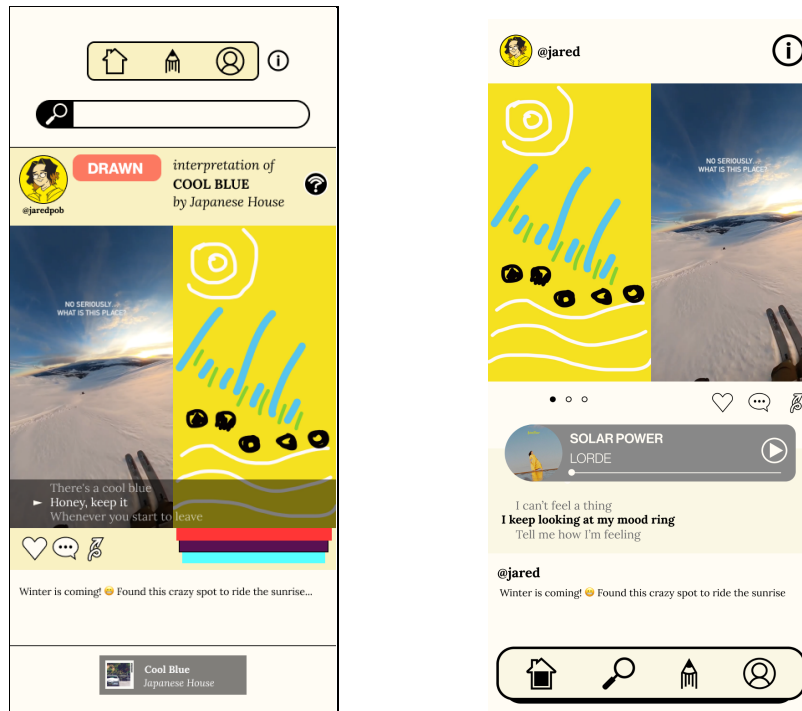 DRAWN
interpretation of
COOL BLUE
by Japanese House
@jaredpob
NO SERIOUSLY
WHAT IS THIS PLACE?
There's a cool blue
Honey, keep it
Whenever you start to leave
Winter is coming! 🤭 Found this crazy spot to ride the sunrise...
Cool Blue
Japanese House
@jared
NO SERIOUSLY
WHAT IS THIS PLACE?
SOLAR POWER
LORDE
I can't feel a thing
I keep looking at my mood ring
Tell me how I'm feeling
@jared
Winter is coming! 🤭 Found this crazy spot to ride the sunrise